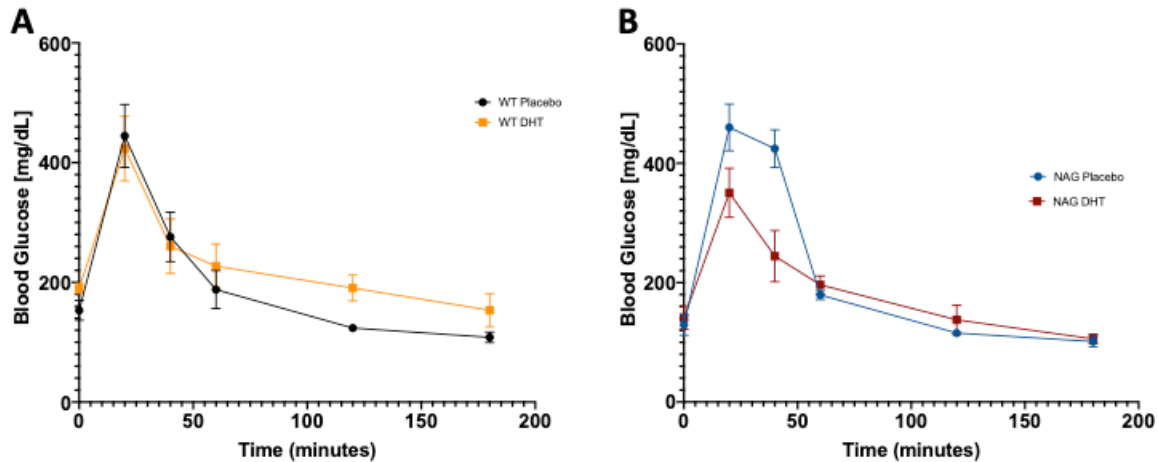 A
Blood Glucose [mg/dL]
600
400
200
0
0
50
100
150
200
Time (minutes)
WT Placebo
WT DHT
B
Blood Glucose [mg/dL]
600
400
200
0
0
50
100
150
200
Time (minutes)
NAG Placebo
NAG DHT